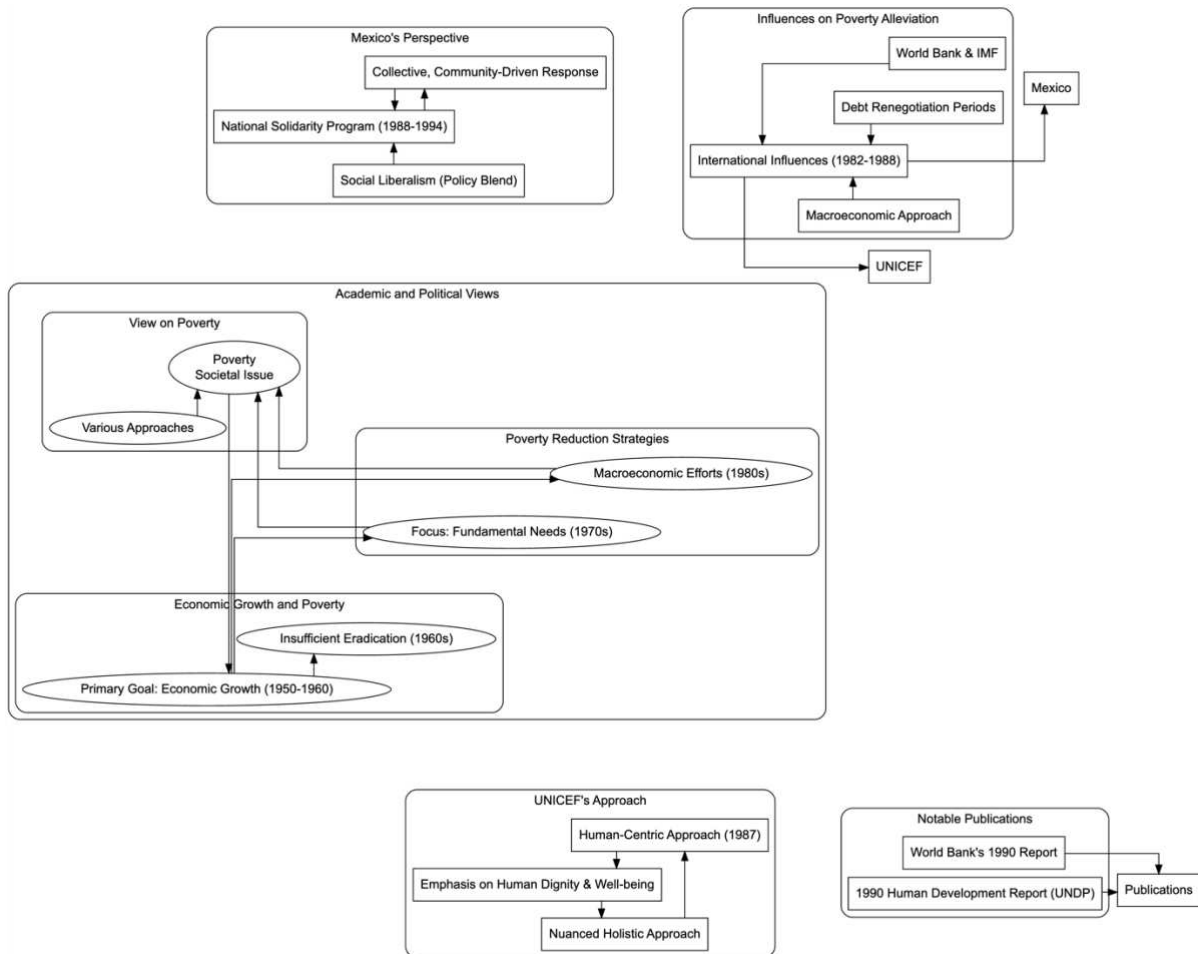 Mexico's Perspective
Collective, Community-Driven Response
National Solidarity Program (1988-1994)
Social Liberalism (Policy Blend)
Influences on Poverty Alleviation
World Bank & IMF
Mexico
Debt Renegotiation Periods
International Influences (1982-1988)
Macroeconomic Approach
UNICEF
Academic and Political Views
View on Poverty
Poverty
Societal Issue
Various Approaches
Poverty Reduction Strategies
Macroeconomic Efforts (1980s)
Focus: Fundamental Needs (1970s)
Economic Growth and Poverty
Insufficient Eradication (1960s)
Primary Goal: Economic Growth (1950-1960)
UNICEF's Approach
Human-Centric Approach (1987)
Emphasis on Human Dignity & Well-being
Nuanced Holistic Approach
Notable Publications
World Bank's 1990 Report
1990 Human Development Report (UNDP)
Publications